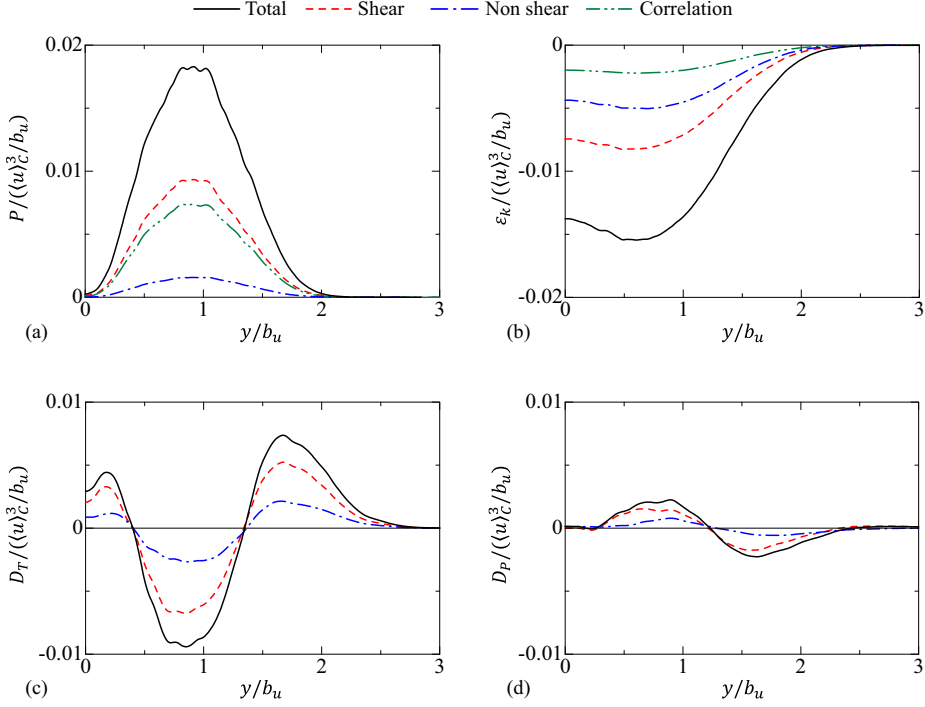 Total Shear Non shear Correlation
0.02
0.01
0
P/(⟨u⟩³_C/b_u)
0 1 2 3
(a) y/b_u
0
-0.01
-0.02
ε_k/(⟨u⟩³_C/b_u)
0 1 2 3
(b) y/b_u
0.01
0
-0.01
D_T/(⟨u⟩³_C/b_u)
0 1 2 3
(c) y/b_u
0.01
0
-0.01
D_P/(⟨u⟩³_C/b_u)
0 1 2 3
(d) y/b_u